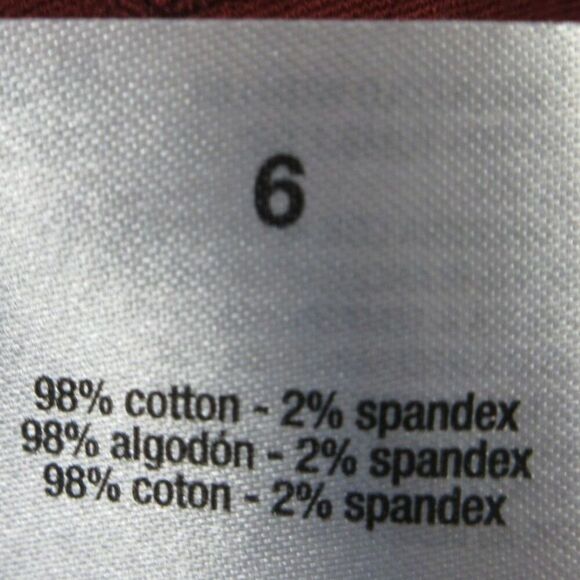 6
98% cotton - 2% spandex
98% algodón - 2% spandex
98% coton - 2% spandex